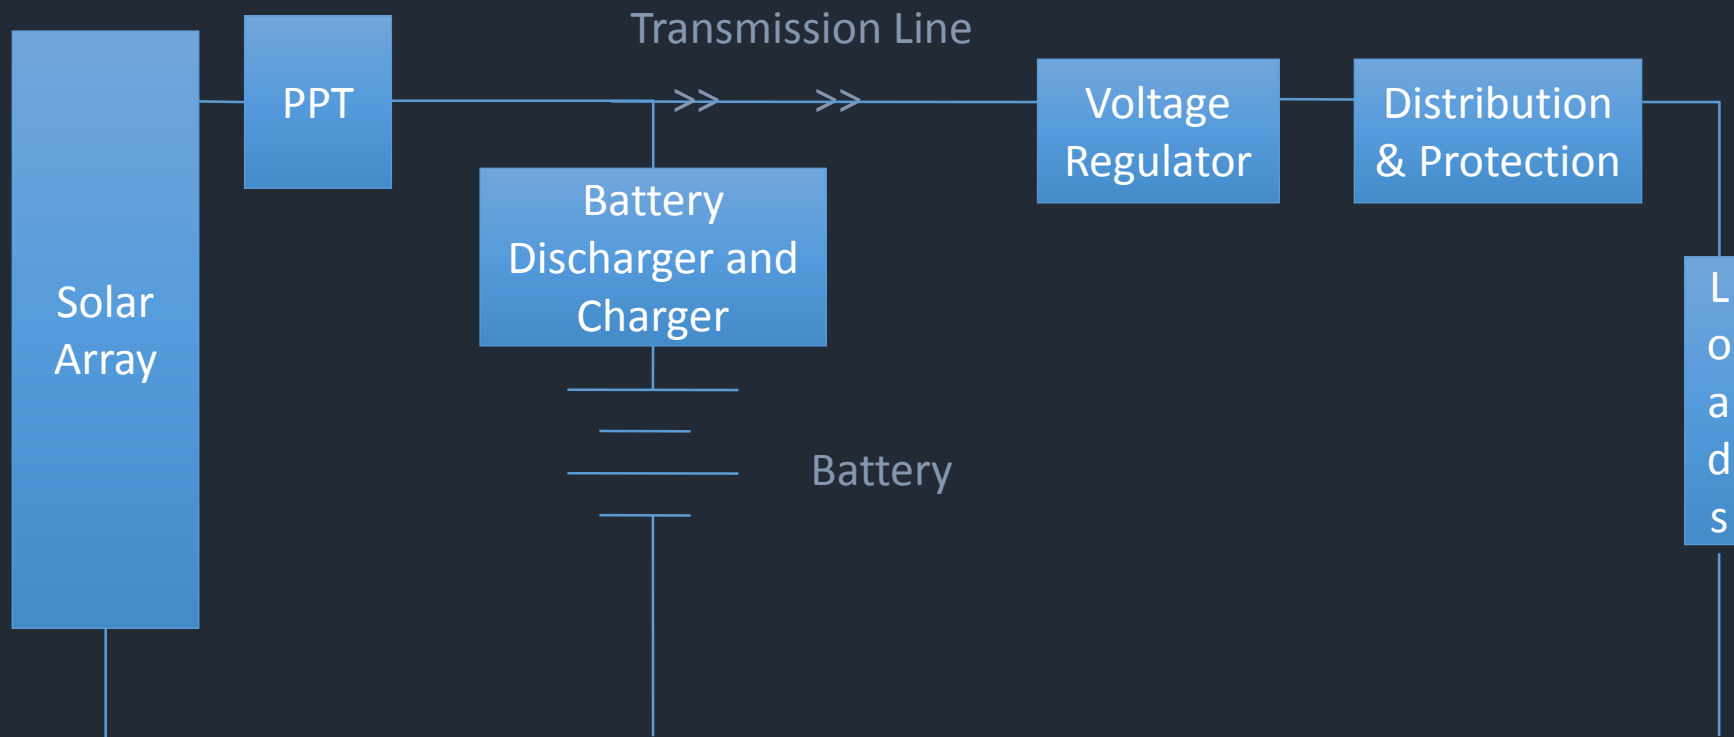 Transmission Line
Solar
Array
PPT
>>
>>
Battery
Discharger and
Charger
Battery
Voltage
Regulator
Distribution
& Protection
L
o
a
d
s